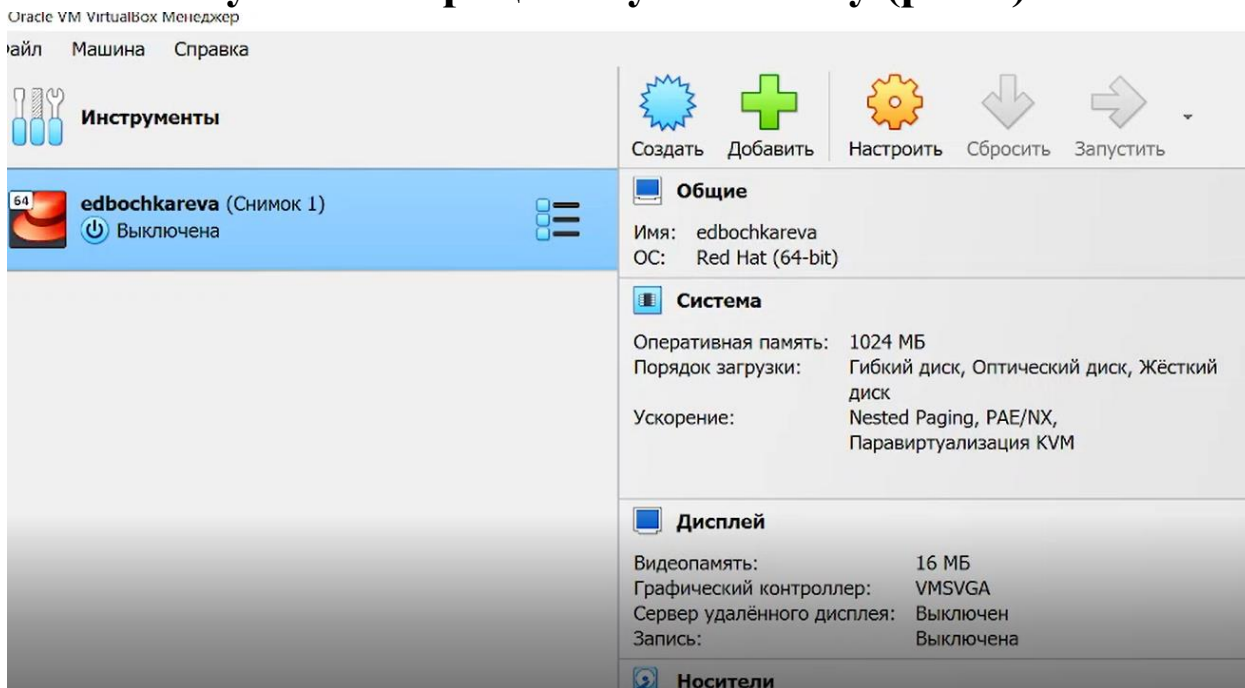 Oracle VM VirtualBox Менеджер
айл Машина Справка
Инструменты
Создать Добавить Настроить Сбросить Запустить
64
edbochkareva (Снимок 1)
Выключена
Общие
Имя: edbochkareva
ОС: Red Hat (64-bit)
Система
Оперативная память: 1024 МБ
Порядок загрузки: Гибкий диск, Оптический диск, Жёсткий
диск
Ускорение: Nested Paging, PAE/NX,
Паравиртуализация KVM
Дисплей
Видеопамять: 16 МБ
Графический контроллер: VMSVGA
Сервер удалённого дисплея: Выключен
Запись: Выключена
Носители